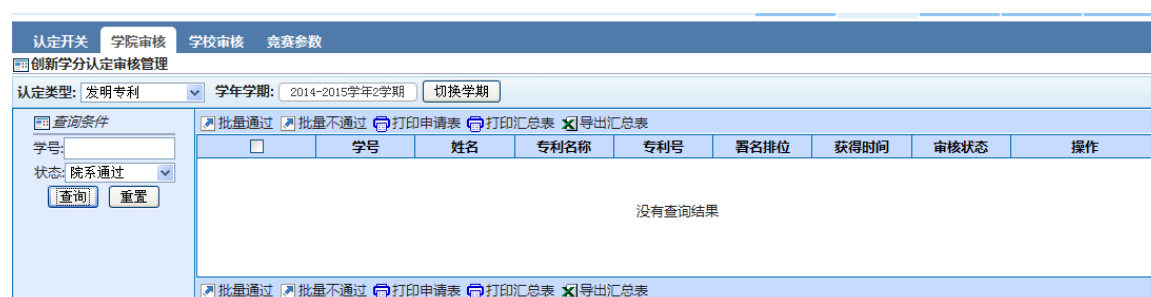 认定开关 学院审核 学校审核 竞赛参数
创新学分认定审核管理
认定类型: 发明专利 学年学期: 2014-2015学年2学期 切换学期
查询条件
学号:
状态: 院系通过
查询 重置
批量通过 批量不通过 打印申请表 打印汇总表 导出汇总表
学号 姓名 专利名称 专利号 署名排位 获得时间 审核状态 操作
没有查询结果
批量通过 批量不通过 打印申请表 打印汇总表 导出汇总表